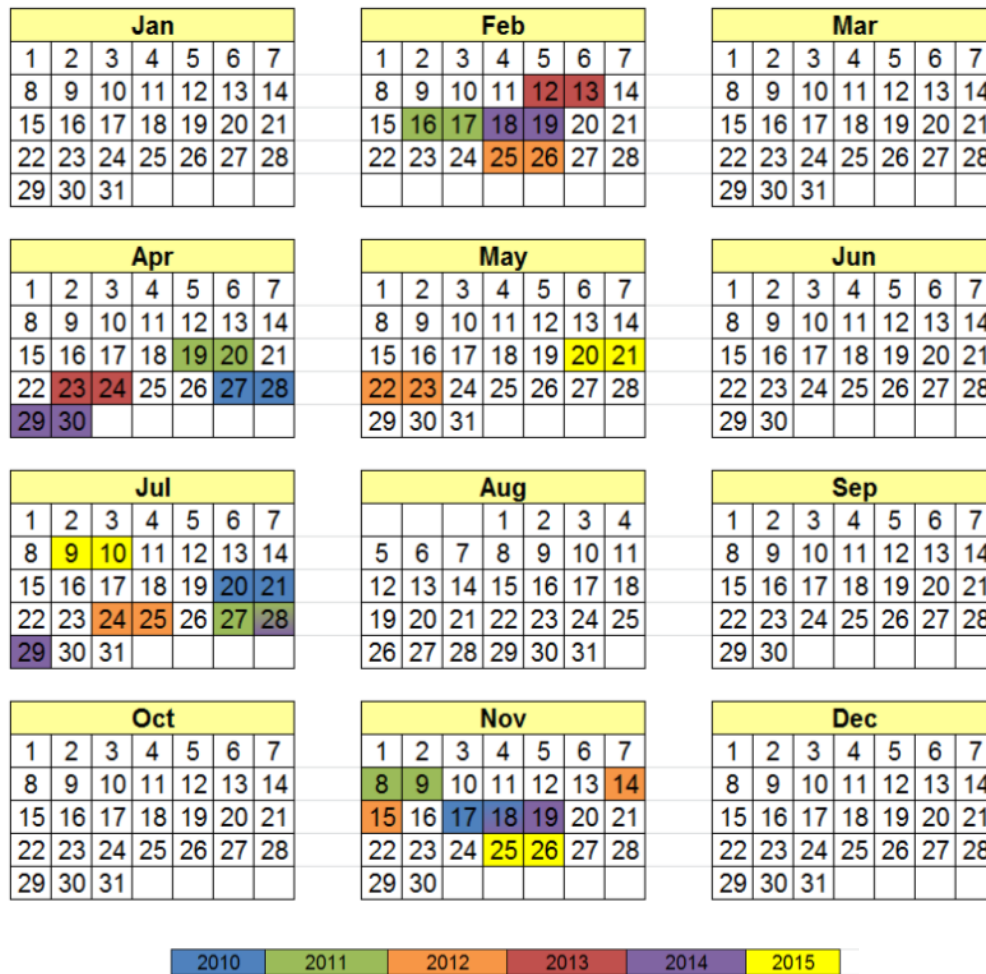 Jan Feb Mar
1 2 3 4 5 6 7 1 2 3 4 5 6 7 1 2 3 4 5 6 7
8 9 10 11 12 13 14 8 9 10 11 12 13 14 8 9 10 11 12 13 14
15 16 17 18 19 20 21 15 16 17 18 19 20 21 15 16 17 18 19 20 21
22 23 24 25 26 27 28 22 23 24 25 26 27 28 22 23 24 25 26 27 28
29 30 31 29 30 31
Apr May Jun
1 2 3 4 5 6 7 1 2 3 4 5 6 7 1 2 3 4 5 6 7
8 9 10 11 12 13 14 8 9 10 11 12 13 14 8 9 10 11 12 13 14
15 16 17 18 19 20 21 15 16 17 18 19 20 21 15 16 17 18 19 20 21
22 23 24 25 26 27 28 22 23 24 25 26 27 28 22 23 24 25 26 27 28
29 30 29 30 31 29 30
Jul Aug Sep
1 2 3 4 5 6 7 1 2 3 4 1 2 3 4 5 6 7
8 9 10 11 12 13 14 5 6 7 8 9 10 11 8 9 10 11 12 13 14
15 16 17 18 19 20 21 12 13 14 15 16 17 18 15 16 17 18 19 20 21
22 23 24 25 26 27 28 19 20 21 22 23 24 25 22 23 24 25 26 27 28
29 30 31 26 27 28 29 30 31 29 30
Oct Nov Dec
1 2 3 4 5 6 7 1 2 3 4 5 6 7 1 2 3 4 5 6 7
8 9 10 11 12 13 14 8 9 10 11 12 13 14 8 9 10 11 12 13 14
15 16 17 18 19 20 21 15 16 17 18 19 20 21 15 16 17 18 19 20 21
22 23 24 25 26 27 28 22 23 24 25 26 27 28 22 23 24 25 26 27 28
29 30 31 29 30 29 30 31
2010 2011 2012 2013 2014 2015